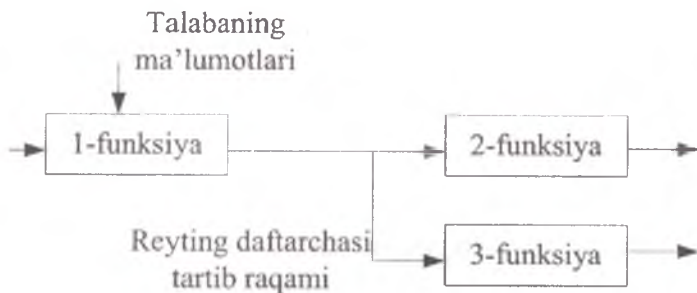 Talabaning
ma’lumotlari
1-funksiya
2-funksiya
Reyting daftarchasi
tartib raqami
3-funksiya